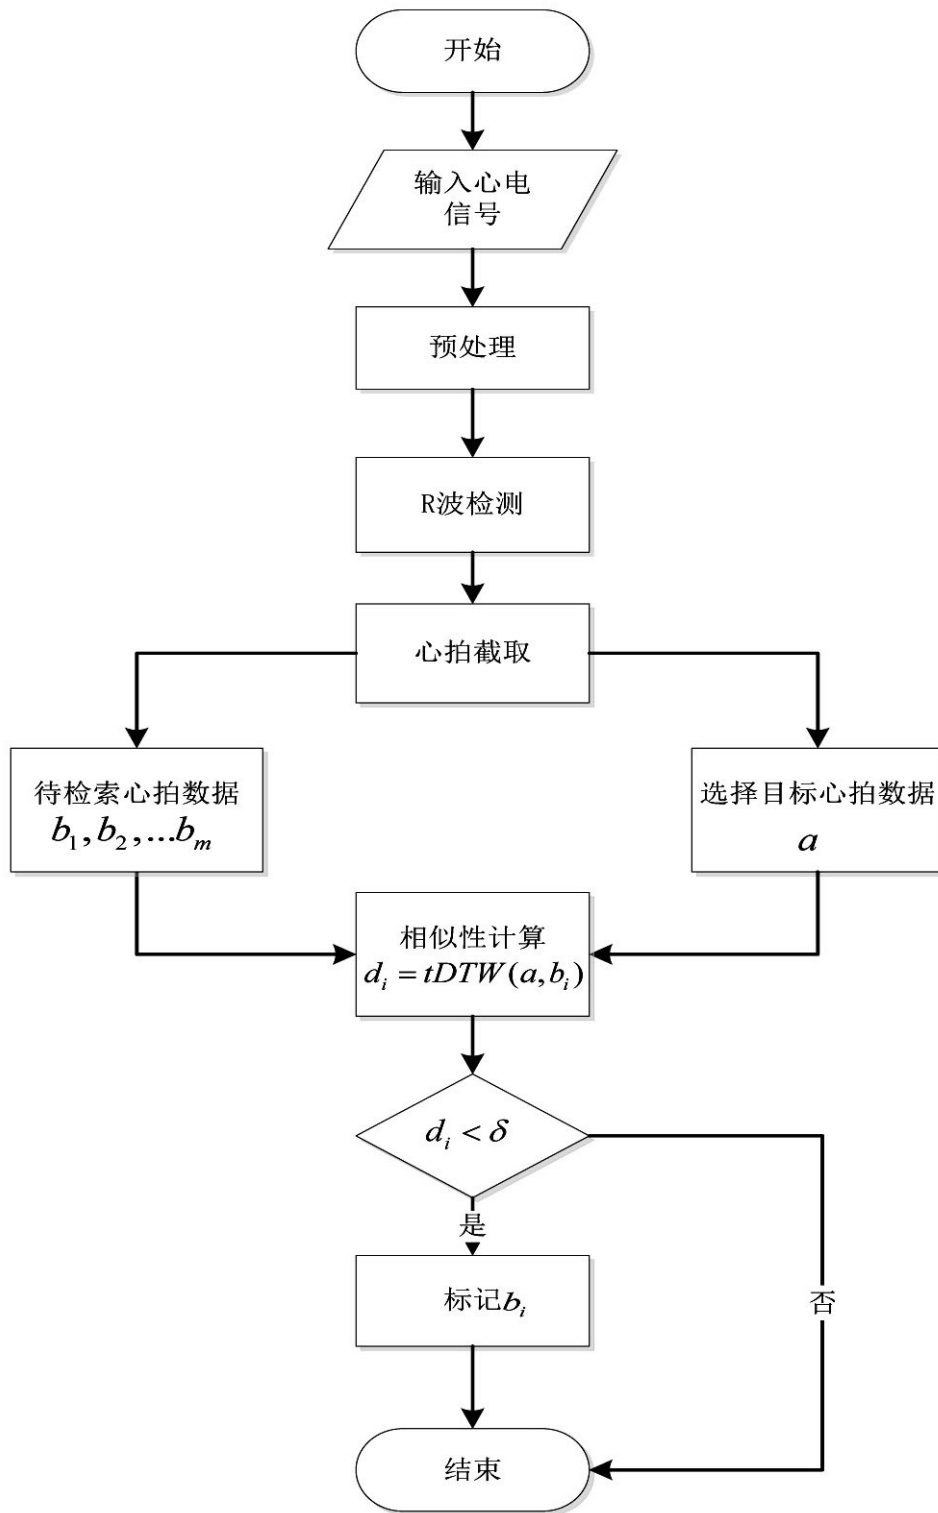 开始
输入心电
信号
预处理
R波检测
心拍截取
待检索心拍数据
b₁,b₂,...bₘ
选择目标心拍数据
a
相似性计算
dᵢ=tDTW(a,bᵢ)
dᵢ<δ
是
标记bᵢ
否
结束